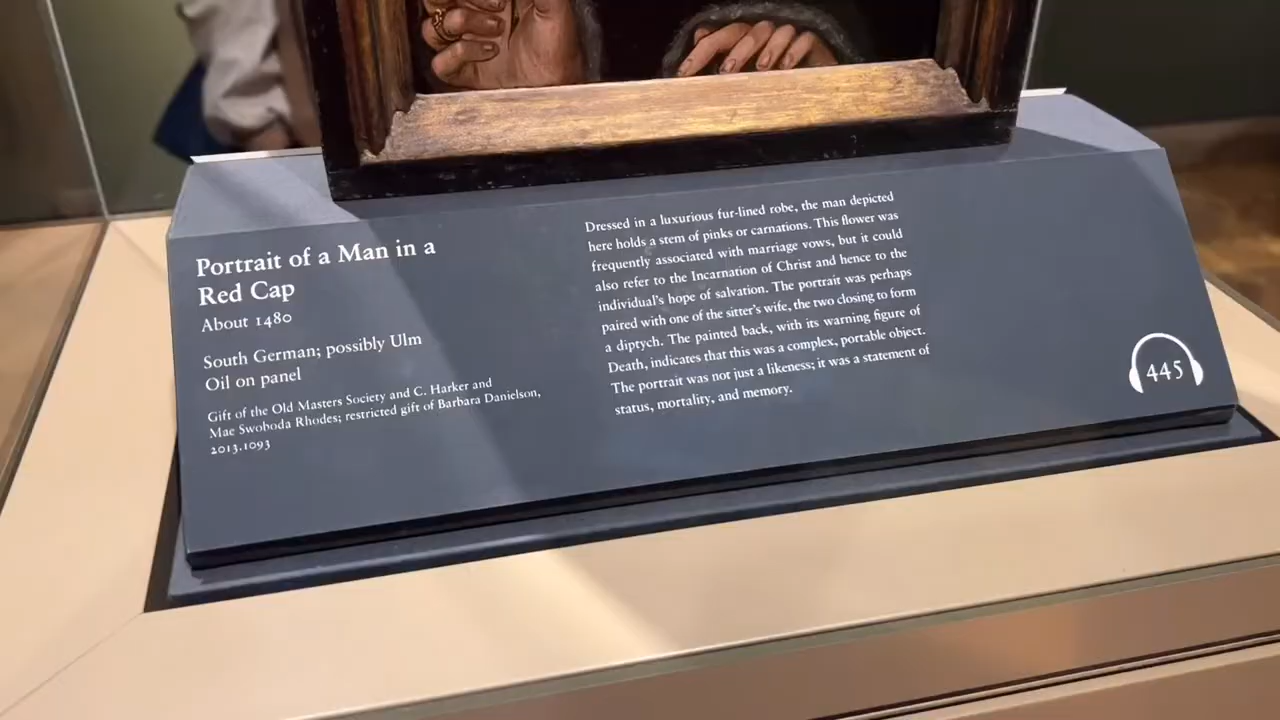 Portrait of a Man in a
Red Cap
About 1480
South German; possibly Ulm
Oil on panel
Gift of the Old Masters Society and C. Harker and
Mae Swoboda Rhodes; restricted gift of Barbara Danielson,
2013.1093
Dressed in a luxurious fur-lined robe, the man depicted
here holds a stem of pinks or carnations. This flower was
frequently associated with marriage vows, but it could
also refer to the Incarnation of Christ and hence to the
individual's hope of salvation. The portrait was perhaps
paired with one of the sitter's wife, the two closing to form
a diptych. The painted back, with its warning figure of
Death, indicates that this was a complex, portable object.
The portrait was not just a likeness; it was a statement of
status, mortality, and memory.
445